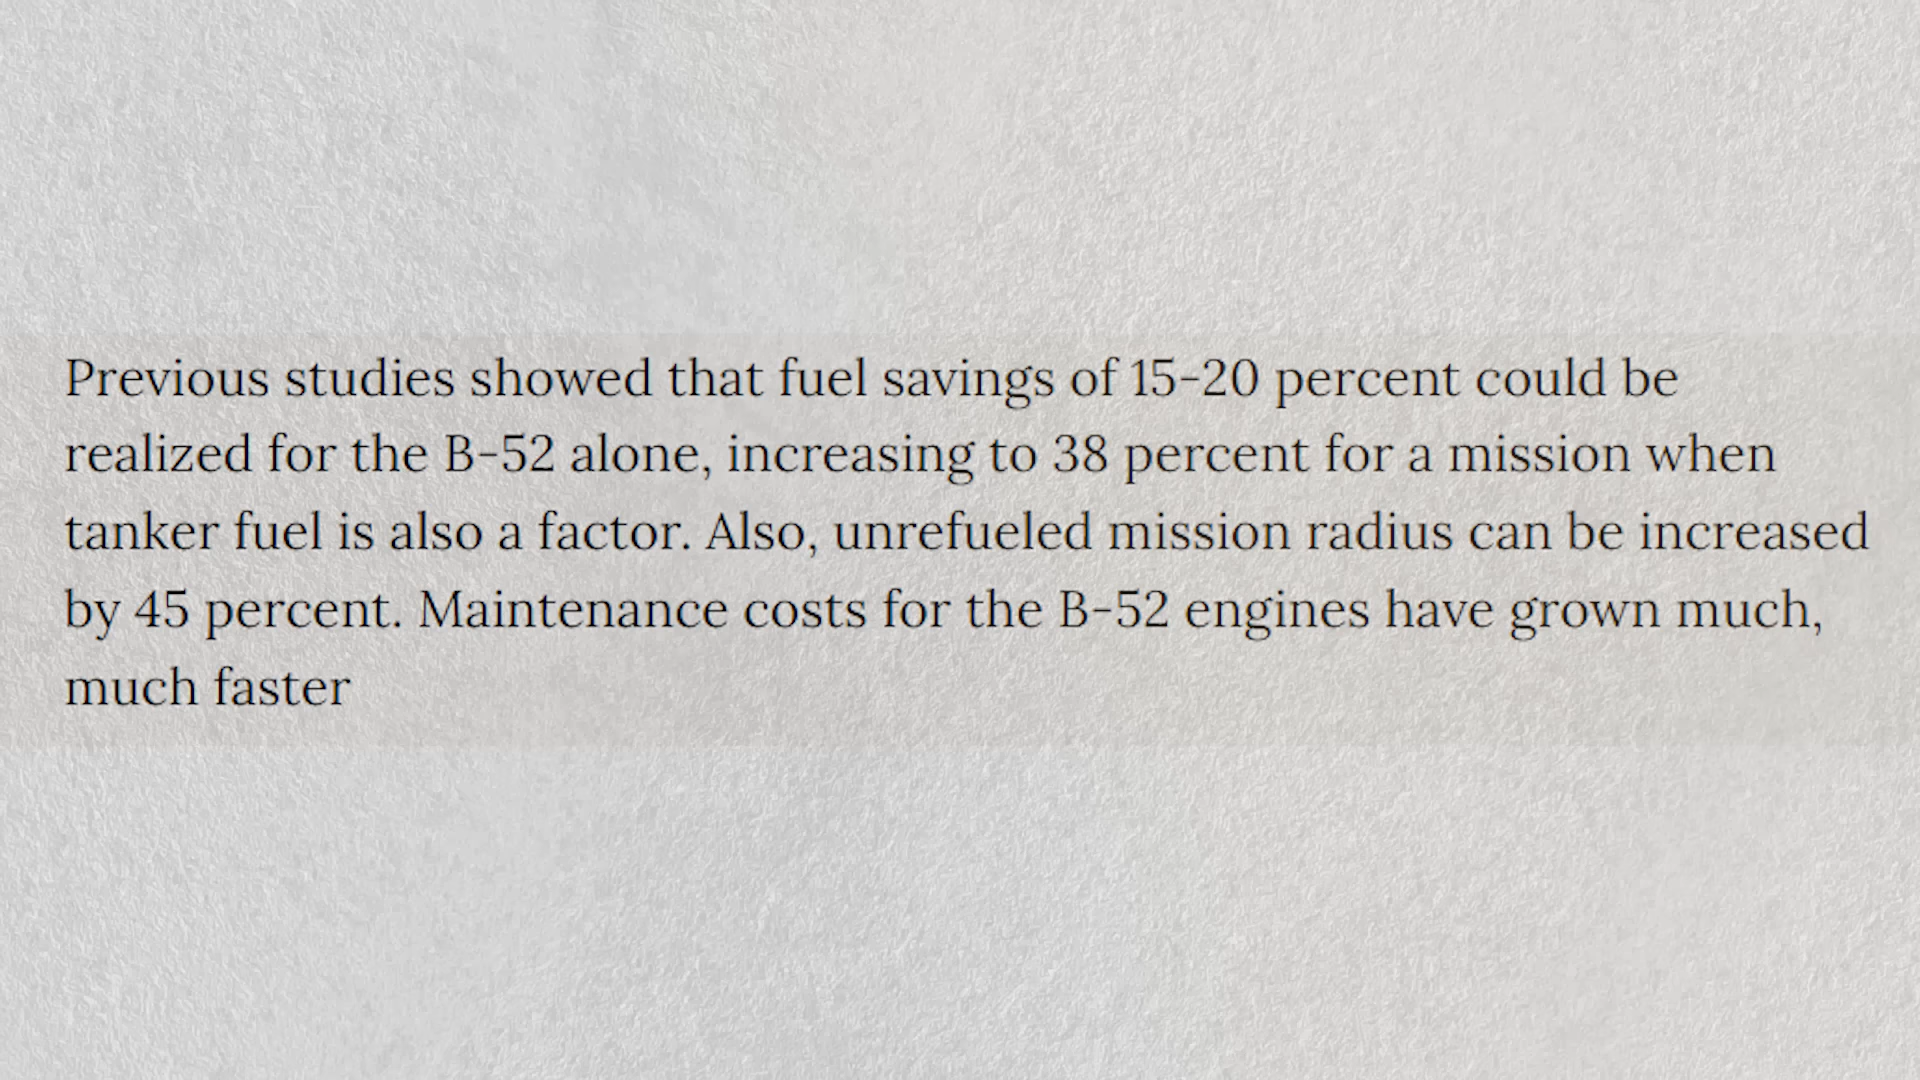 Previous studies showed that fuel savings of 15-20 percent could be
realized for the B-52 alone, increasing to 38 percent for a mission when
tanker fuel is also a factor. Also, unrefueled mission radius can be increased
by 45 percent. Maintenance costs for the B-52 engines have grown much,
much faster